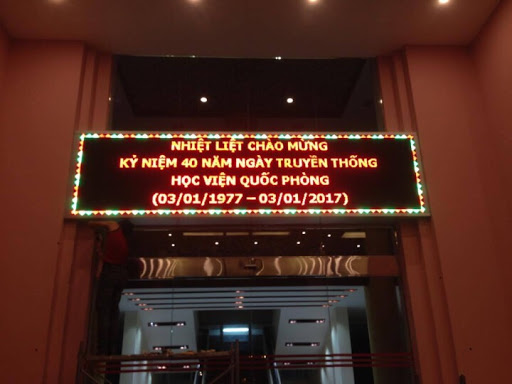 NHIỆT LIỆT CHÀO MỪNG
KỶ NIỆM 40 NĂM NGÀY TRUYỀN THỐNG
HỌC VIỆN QUỐC PHÒNG
(03/01/1977 – 03/01/2017)